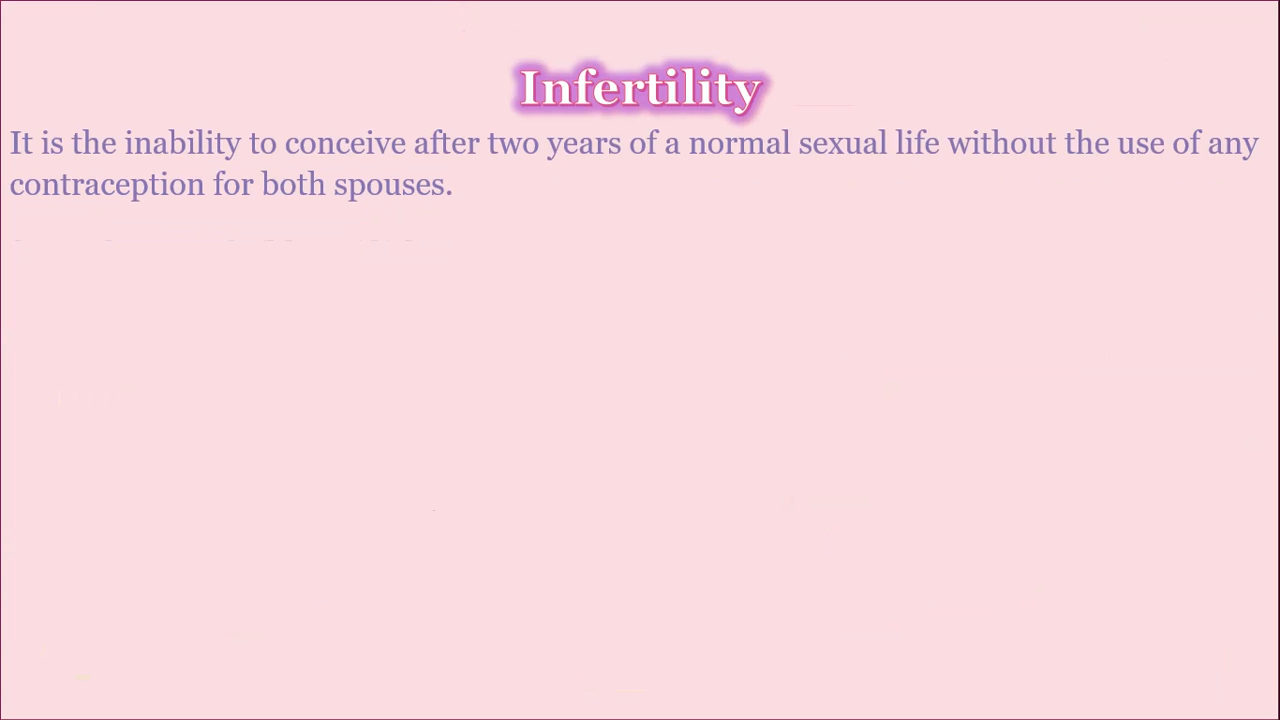 Infertility
It is the inability to conceive after two years of a normal sexual life without the use of any
contraception for both spouses.